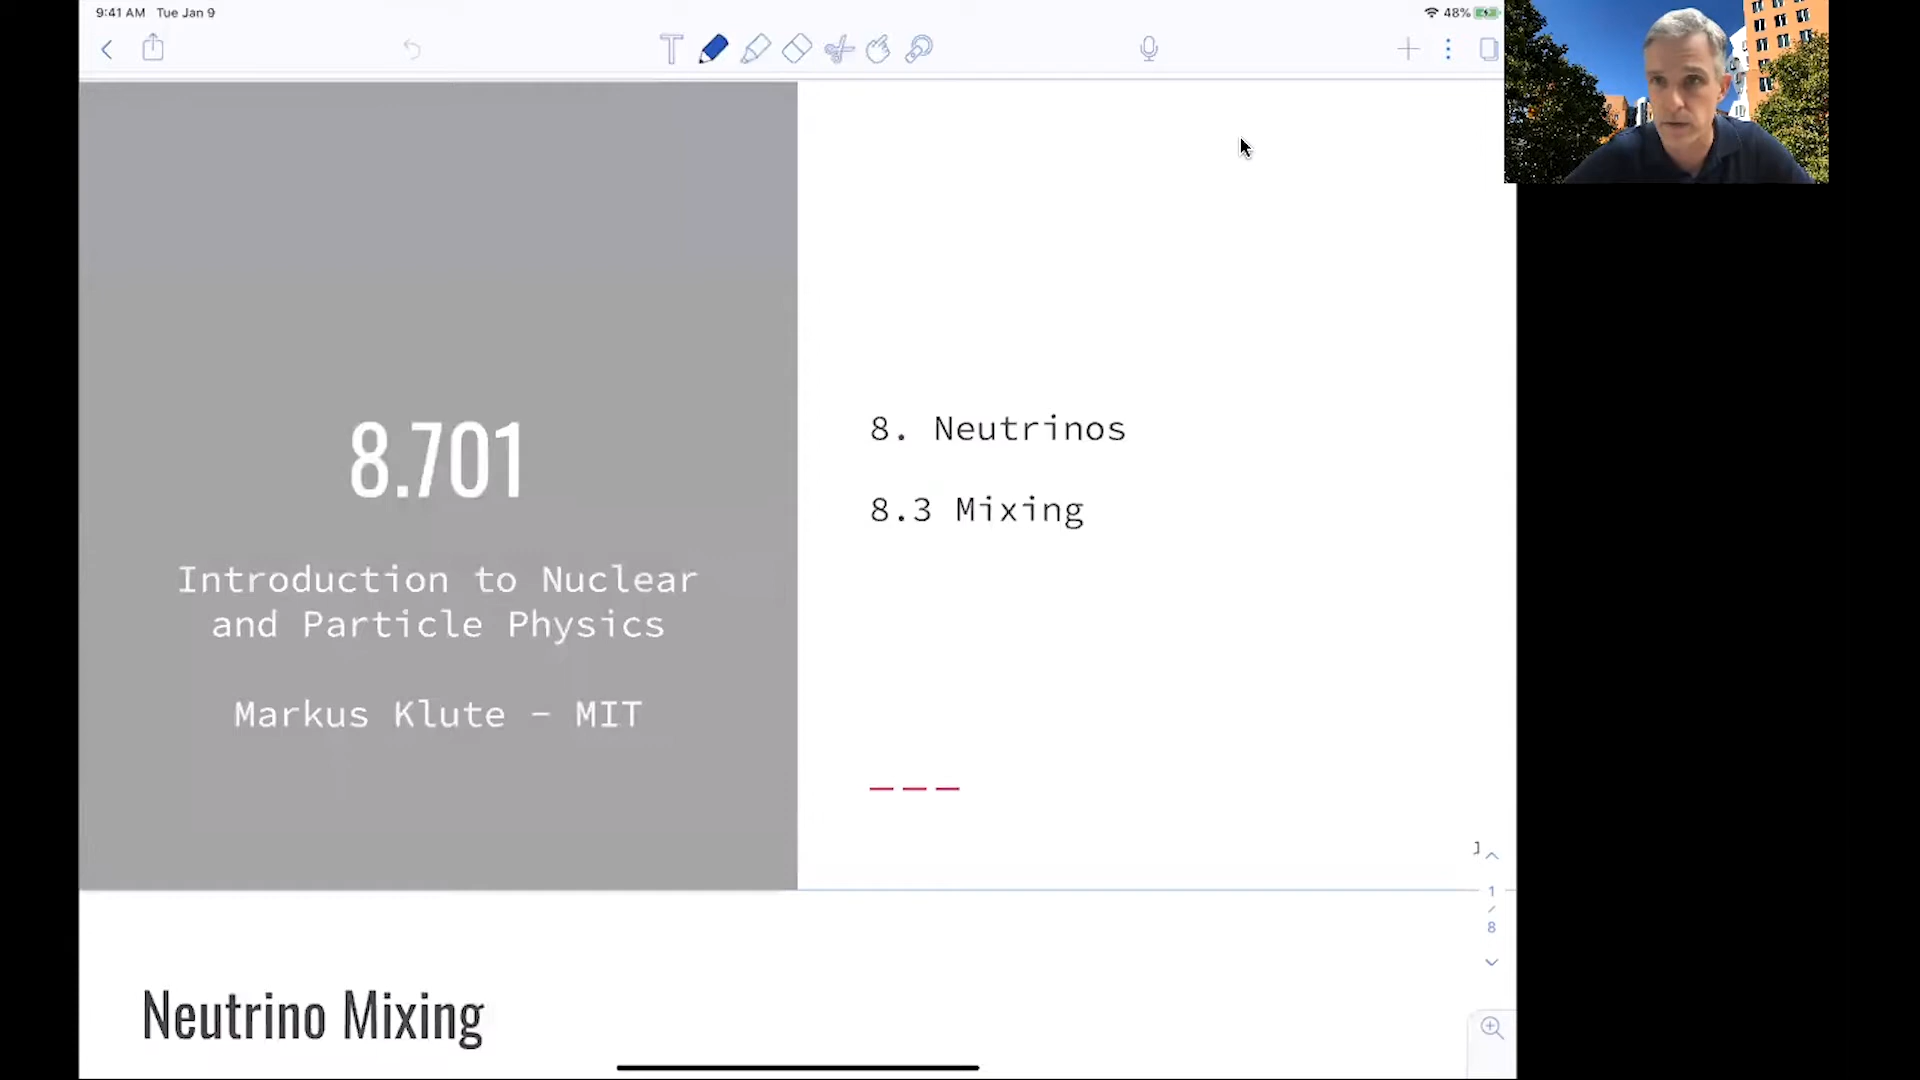 9:41 AM Tue Jan 9
48%
8.701
Introduction to Nuclear
and Particle Physics
Markus Klute - MIT
8. Neutrinos
8.3 Mixing
1
1
/
8
Neutrino Mixing